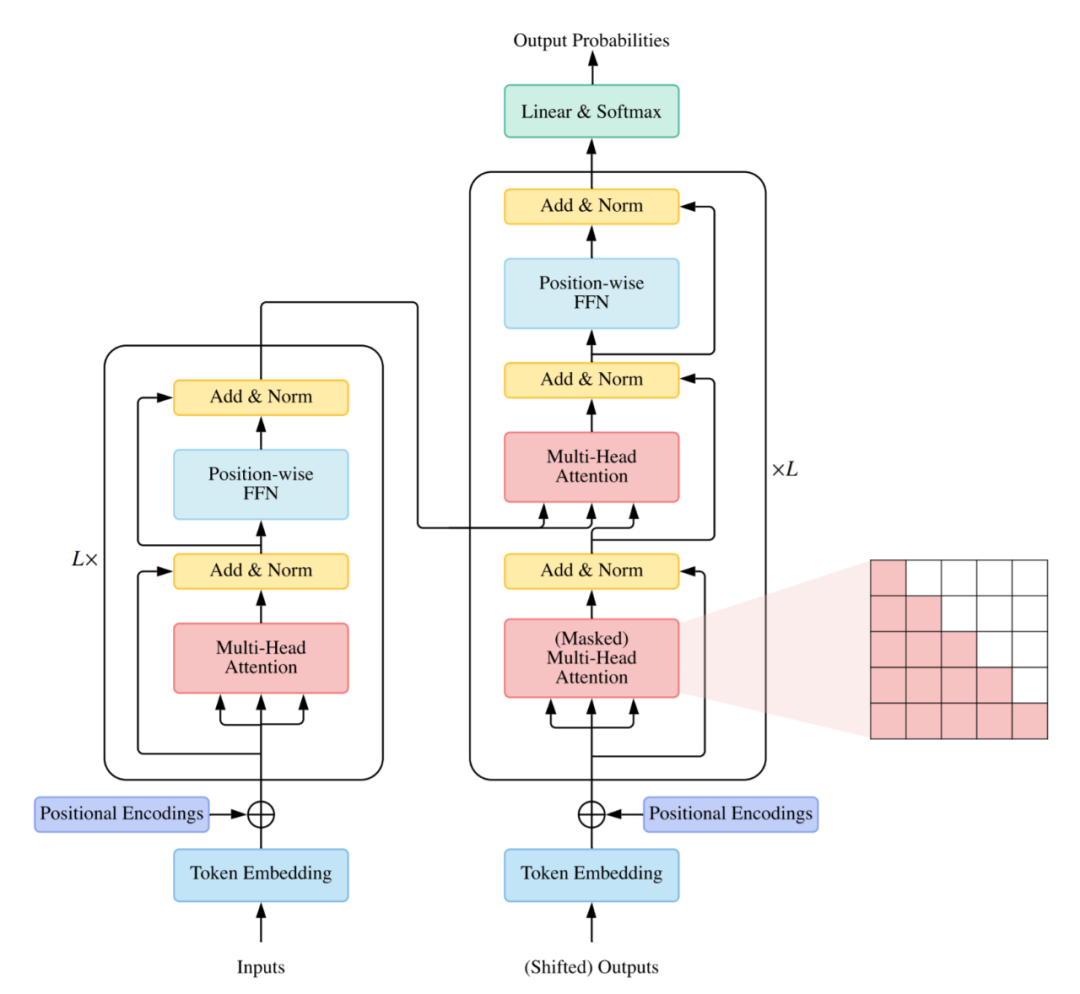 Output Probabilities
Linear & Softmax
Add & Norm
Position-wise
FFN
Add & Norm
Multi-Head
Attention
×L
Add & Norm
(Masked)
Multi-Head
Attention
Positional Encodings
Token Embedding
(Shifted) Outputs
Add & Norm
Position-wise
FFN
L×
Add & Norm
Multi-Head
Attention
Positional Encodings
Token Embedding
Inputs